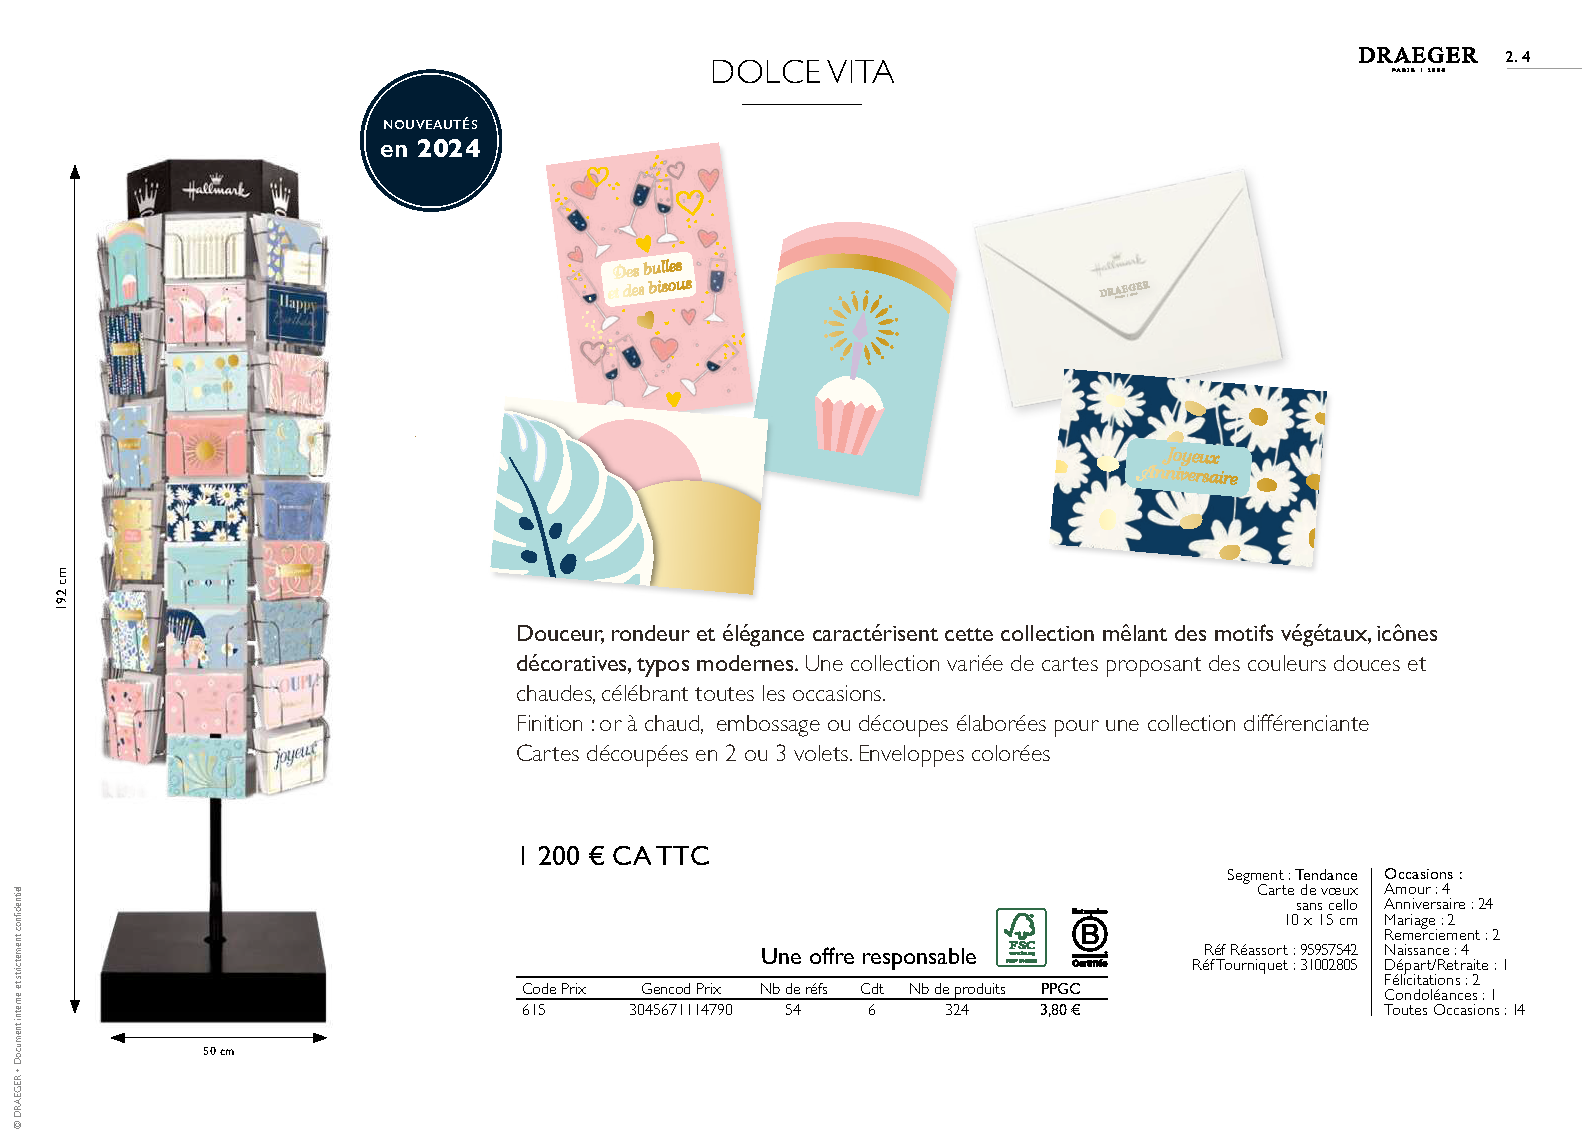 DOLCE VITA
DRAEGER
PARIS | 1886
2. 4
NOUVEAUTÉS
en 2024
Hallmark
Des bulles
et des bisous
Hallmark
DRAEGER
Joyeux
Anniversaire
Happy
Birthday
joyeux
192 cm
50 cm
Douceur, rondeur et élégance caractérisent cette collection mêlant des motifs végétaux, icônes
décoratives, typos modernes. Une collection variée de cartes proposant des couleurs douces et
chaudes, célébrant toutes les occasions.
Finition : or à chaud, embossage ou découpes élaborées pour une collection différenciante
Cartes découpées en 2 ou 3 volets. Enveloppes colorées
1 200 € CA TTC
Une offre responsable
FSC
B
Certifiée
Code Prix Gencod Prix Nb de réfs Cdt Nb de produits PPGC
615 3045671114790 54 6 324 3,80 €
Segment : Tendance
Carte de vœux
sans cello
10 x 15 cm
Réf Réassort : 95957542
Réf Tourniquet : 31002805
Occasions :
Amour : 4
Anniversaire : 24
Mariage : 2
Remerciement : 2
Naissance : 4
Départ/Retraite : 1
Félicitations : 2
Condoléances : 1
Toutes Occasions : 14
© DRAEGER • Document interne et strictement confidentiel